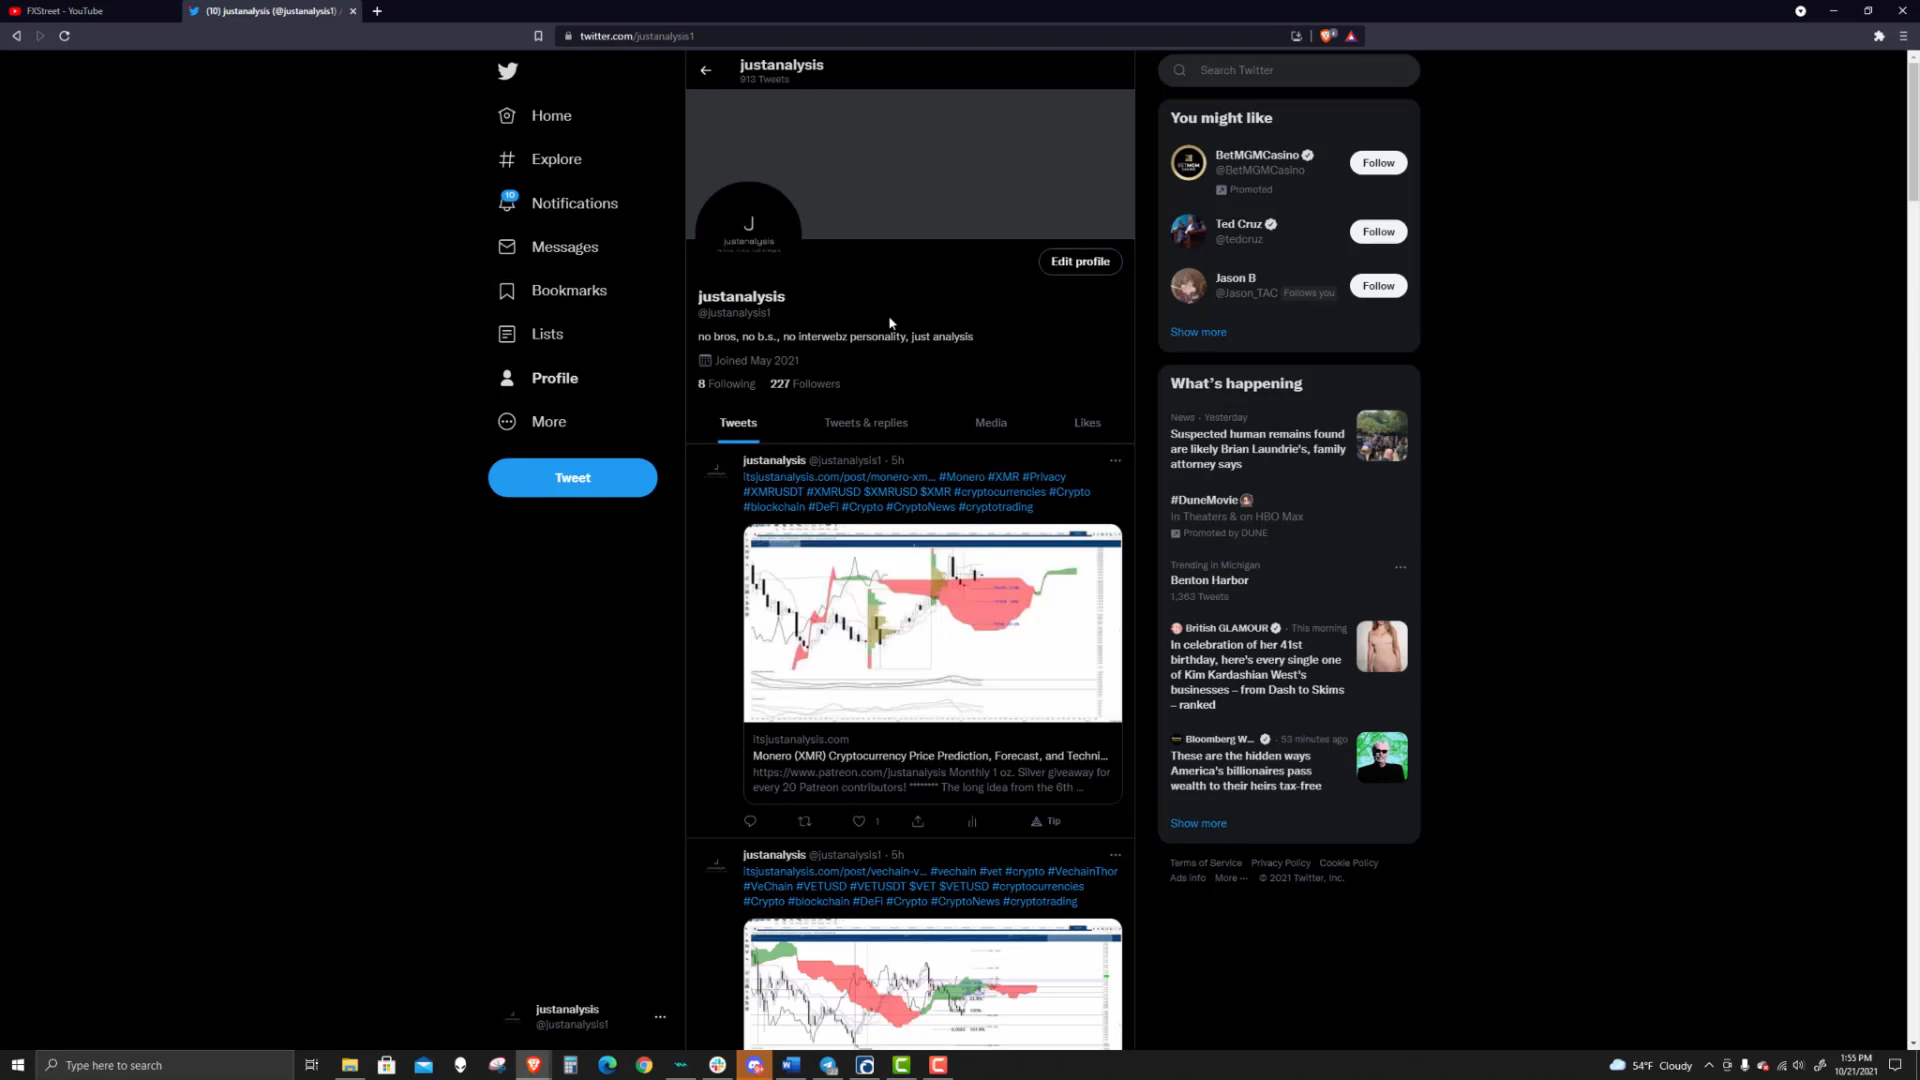 FXStreet - YouTube
(10) justanalysis (@justanalysis1) /
twitter.com/justanalysis1
justanalysis
913 Tweets
Home
Explore
10
Notifications
Messages
Bookmarks
Lists
Profile
More
Tweet
J
justanalysis
Edit profile
justanalysis
@justanalysis1
no bros, no b.s., no interwebz personality, just analysis
Joined May 2021
8 Following 227 Followers
Tweets
Tweets & replies
Media
Likes
justanalysis @justanalysis1 · 5h
itsjustanalysis.com/post/monero-xm... #Monero #XMR #Privacy
#XMRUSDT #XMRUSD $XMRUSD $XMR #cryptocurrencies #Crypto
#blockchain #DeFi #Crypto #CryptoNews #cryptotrading
itsjustanalysis.com
Monero (XMR) Cryptocurrency Price Prediction, Forecast, and Techni...
https://www.patreon.com/justanalysis Monthly 1 oz. Silver giveaway for
every 20 Patreon contributors! ******** The long idea from the 6th ...
1
Tip
justanalysis @justanalysis1 · 5h
itsjustanalysis.com/post/vechain-v... #vechain #vet #crypto #VechainThor
#VeChain #VETUSD #VETUSDT $VET $VETUSD #cryptocurrencies
#Crypto #blockchain #DeFi #Crypto #CryptoNews #cryptotrading
justanalysis
@justanalysis1
Search Twitter
You might like
BetMGMCasino
@BetMGMCasino
Promoted
Follow
Ted Cruz
@tedcruz
Follow
Jason B
@Jason_TAC Follows you
Follow
Show more
What's happening
News · Yesterday
Suspected human remains found
are likely Brian Laundrie's, family
attorney says
#DuneMovie
In Theaters & on HBO Max
Promoted by DUNE
Trending in Michigan
Benton Harbor
1,363 Tweets
British GLAMOUR · This morning
In celebration of her 41st
birthday, here's every single one
of Kim Kardashian West's
businesses – from Dash to Skims
– ranked
Bloomberg W... · 53 minutes ago
These are the hidden ways
America's billionaires pass
wealth to their heirs tax-free
Show more
Terms of Service Privacy Policy Cookie Policy
Ads info More ··· © 2021 Twitter, Inc.
Type here to search
54°F Cloudy
1:55 PM
10/21/2021